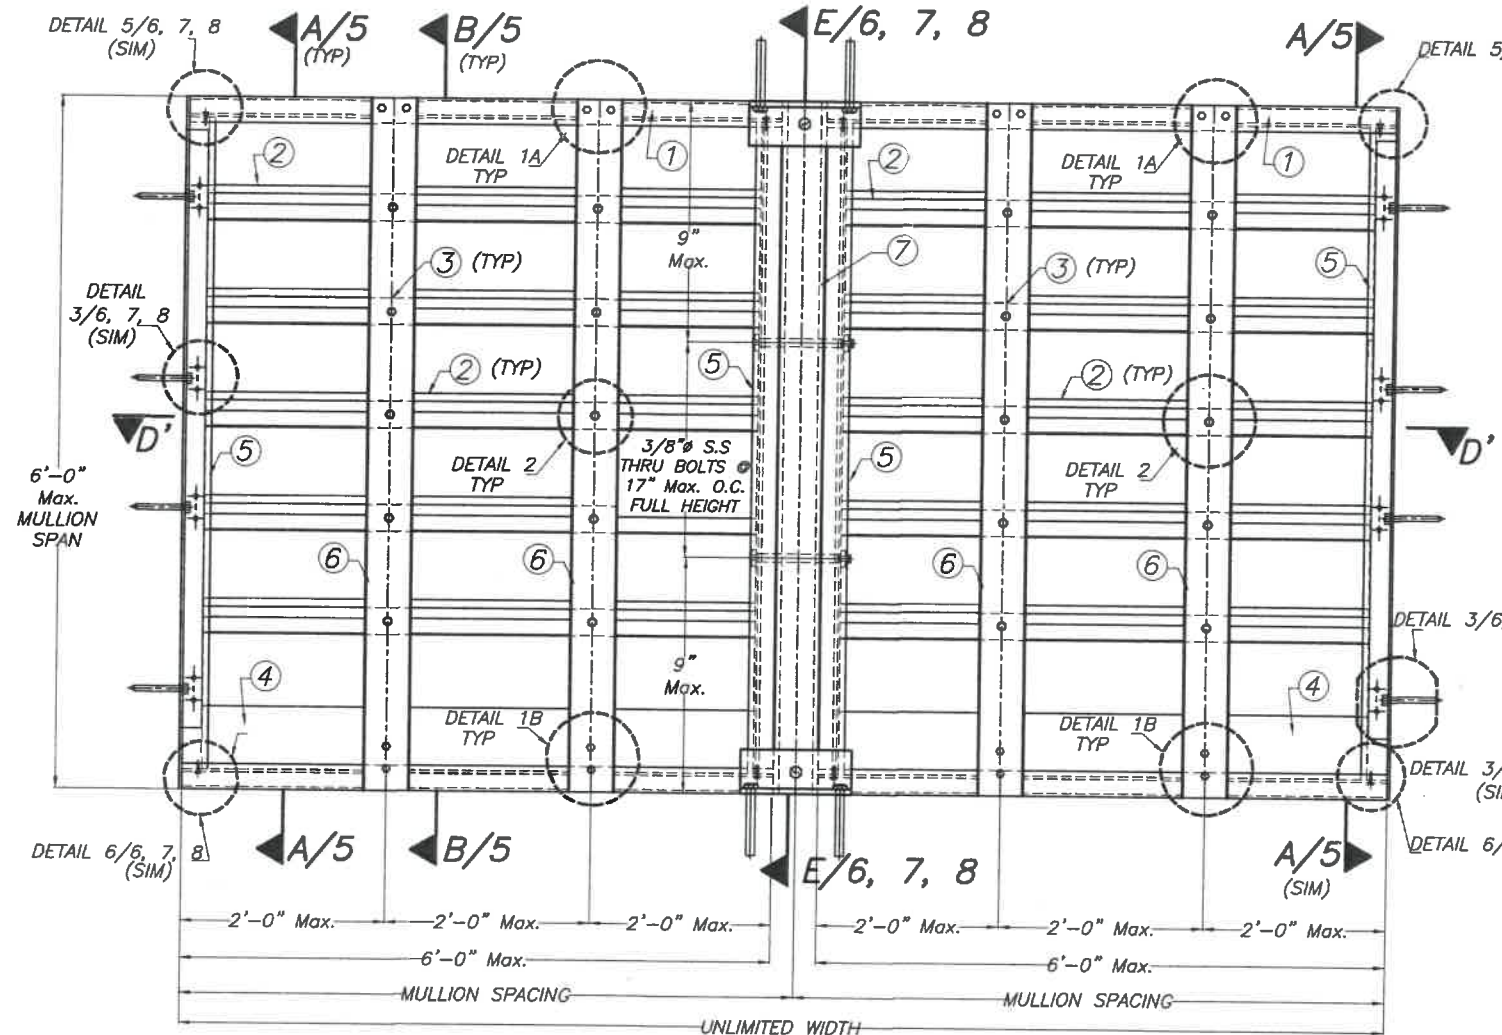 DETAIL 5/6, 7, 8
(SIM)
A/5
(TYP)
B/5
(TYP)
E/6, 7, 8
A/5
DETAIL 5/
2
DETAIL 1A
TYP
1
2
DETAIL 1A
TYP
1
9"
Max.
7
3 (TYP)
3 (TYP)
5
DETAIL
3/6, 7, 8
(SIM)
2 (TYP)
5
2 (TYP)
D'
D'
5
6'-0"
Max.
MULLION
SPAN
DETAIL 2
TYP
3/8"ø S.S
THRU BOLTS @
17" Max. O.C.
FULL HEIGHT
5
DETAIL 2
TYP
6
6
6
6
DETAIL 3/6
9"
Max.
4
4
DETAIL 1B
TYP
DETAIL 1B
TYP
DETAIL 3/
(SI
DETAIL 6/6, 7, 8
(SIM)
A/5
B/5
E/6, 7, 8
A/5
(SIM)
DETAIL 6/
2'-0" Max.
2'-0" Max.
2'-0" Max.
2'-0" Max.
2'-0" Max.
2'-0" Max.
6'-0" Max.
6'-0" Max.
MULLION SPACING
MULLION SPACING
UNLIMITED WIDTH